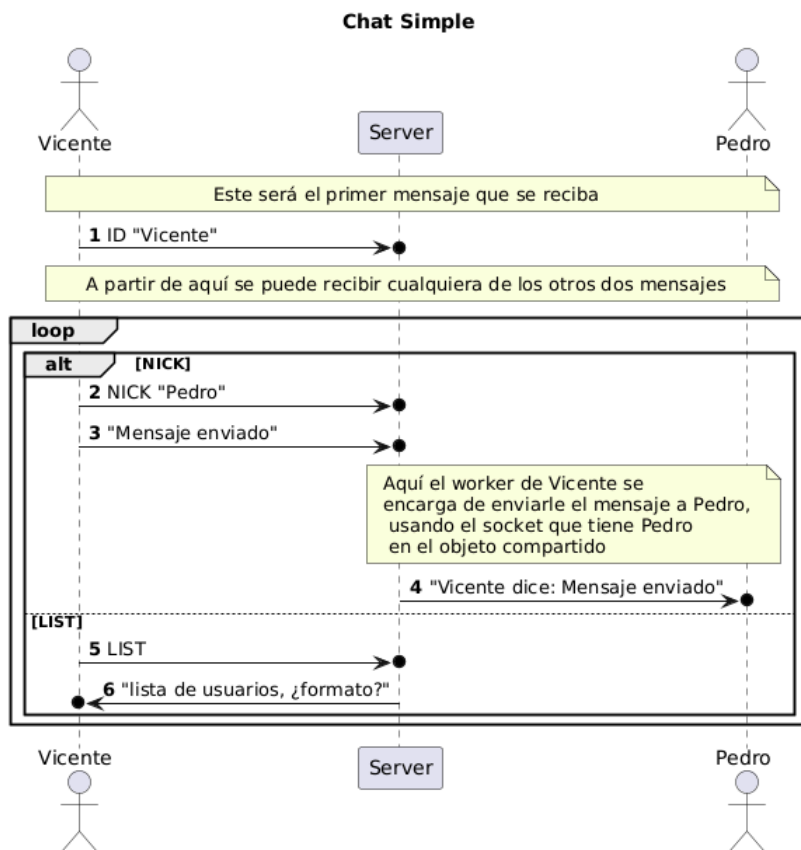 Chat Simple
Vicente
Server
Pedro
Este será el primer mensaje que se reciba
1 ID "Vicente"
A partir de aquí se puede recibir cualquiera de los otros dos mensajes
loop
alt [NICK]
2 NICK "Pedro"
3 "Mensaje enviado"
Aquí el worker de Vicente se
encarga de enviarle el mensaje a Pedro,
usando el socket que tiene Pedro
en el objeto compartido
4 "Vicente dice: Mensaje enviado"
[LIST]
5 LIST
6 "lista de usuarios, ¿formato?"
Vicente
Server
Pedro